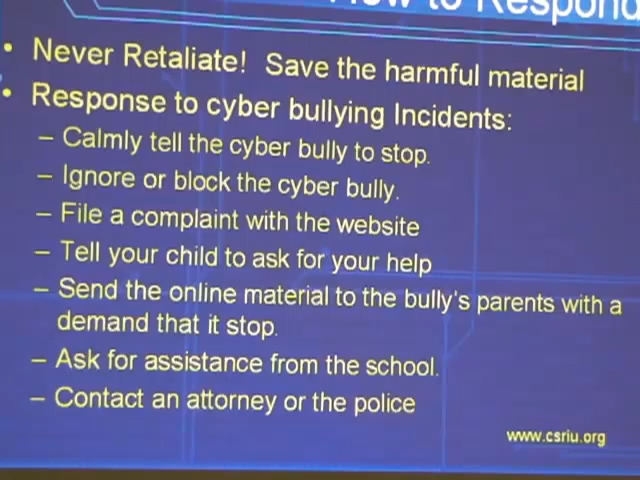 How to Respond
• Never Retaliate! Save the harmful material
• Response to cyber bullying Incidents:
– Calmly tell the cyber bully to stop.
– Ignore or block the cyber bully.
– File a complaint with the website
– Tell your child to ask for your help
– Send the online material to the bully's parents with a
demand that it stop.
– Ask for assistance from the school.
– Contact an attorney or the police
www.csriu.org